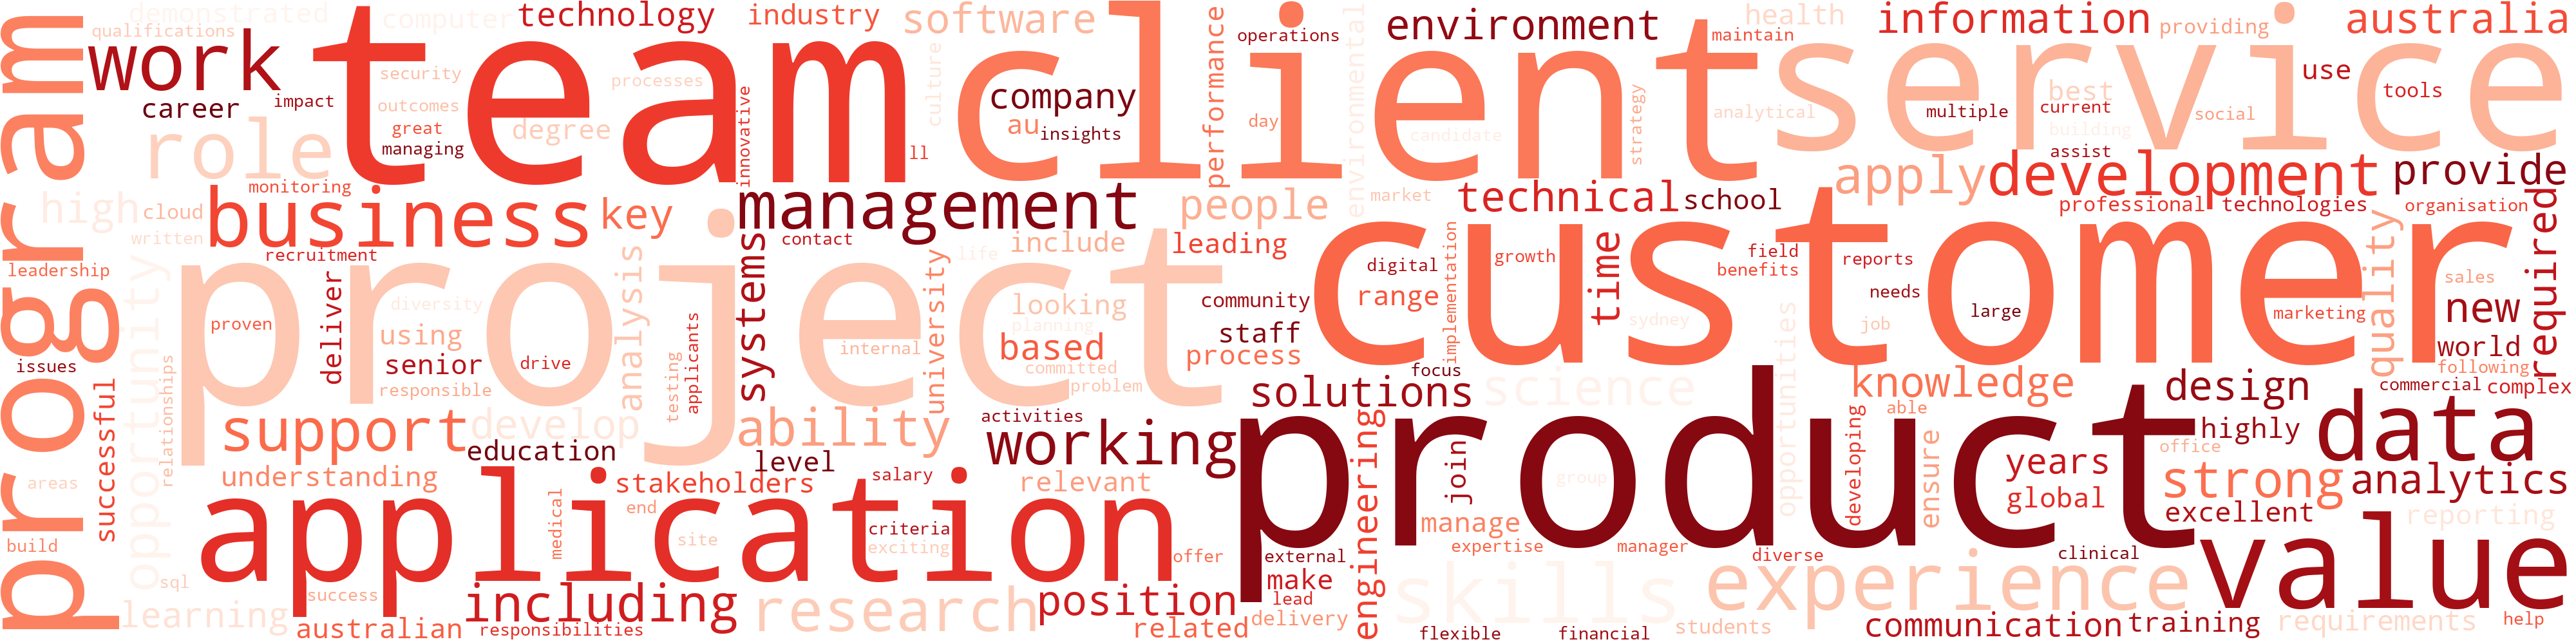 program
demonstrated
qualifications
computer
technology
industry
software
work
team
security
processes
career
impact
outcomes
great
managing
degree
role
innovative
ll
culture
client
company
au
insights
performance
operations
day
environment
environmental
candidate
strategy
health
maintain
analytical
service
information
providing
australia
best
use
tools
multiple
current
social
building
assist
monitoring
high
cloud
written
business
key
recruitment
management
contact
people
market
include
leading
life
technical
school
apply
development
provide
professional
technologies
organisation
required
leadership
opportunity
project
proven
diversity
deliver
using
senior
responsible
drive
analysis
testing
applicants
systems
internal
university
looking
planning
based
committed
problem
community
staff
process
customer
digital
range
growth
implementation
time
sydney
field
benefits
reports
needs
job
large
quality
sales
new
marketing
world
following
issues
successful
relationships
areas
build
support
develop
ability
education
understanding
level
activities
working
solutions
focus
science
product
engineering
join
group
opportunities
knowledge
able
developing
ensure
design
commercial
complex
highly
office
data
years
global
strong
analytics
excellent
reporting
application
medical
stakeholders
end
salary
relevant
criteria
site
exciting
offer
external
make
lead
delivery
manage
expertise
manager
diverse
clinical
value
sql
success
learning
australian
including
responsibilities
research
position
related
skills
experience
flexible
financial
students
communication
training
requirements
help